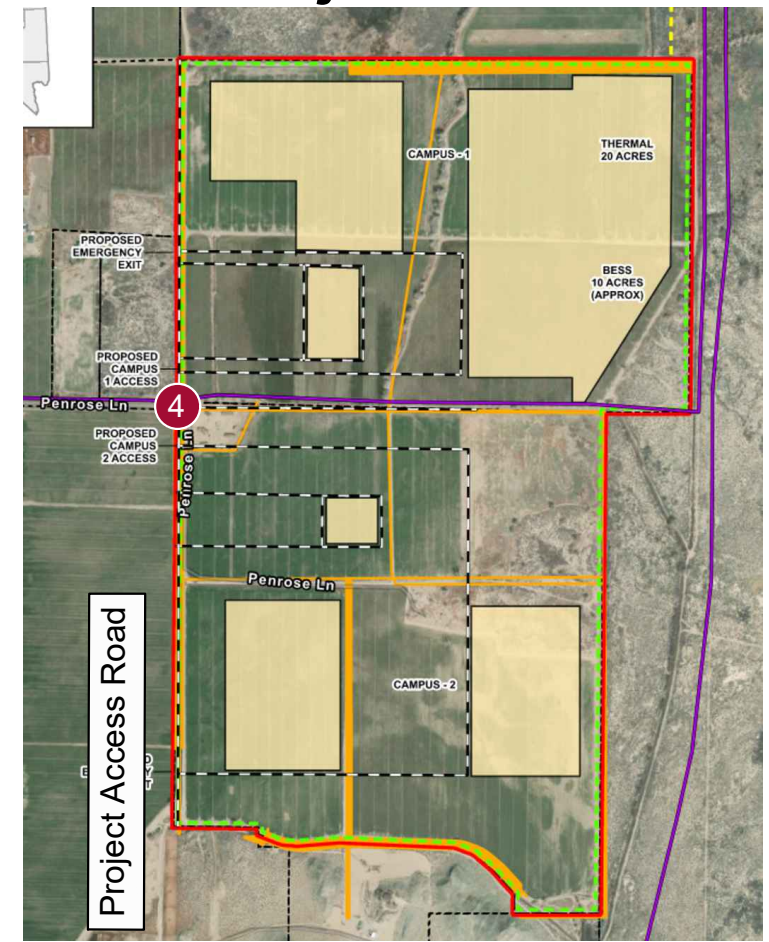 CAMPUS - 1
THERMAL
20 ACRES
PROPOSED
EMERGENCY
EXIT
BESS
10 ACRES
(APPROX)
PROPOSED
CAMPUS
1 ACCESS
Penrose Ln
4
PROPOSED
CAMPUS
2 ACCESS
Penrose Ln
Penrose Ln
CAMPUS - 2
Project Access Road